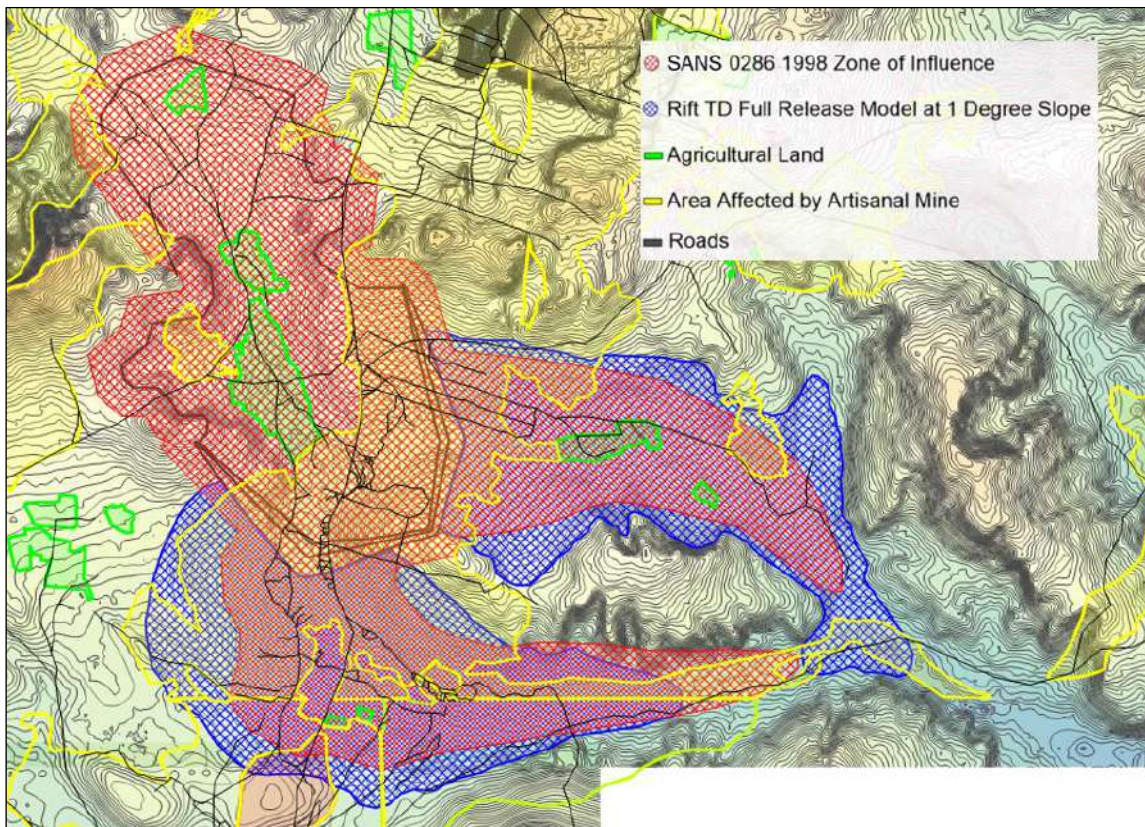 SANS 0286 1998 Zone of Influence
Rift TD Full Release Model at 1 Degree Slope
Agricultural Land
Area Affected by Artisanal Mine
Roads